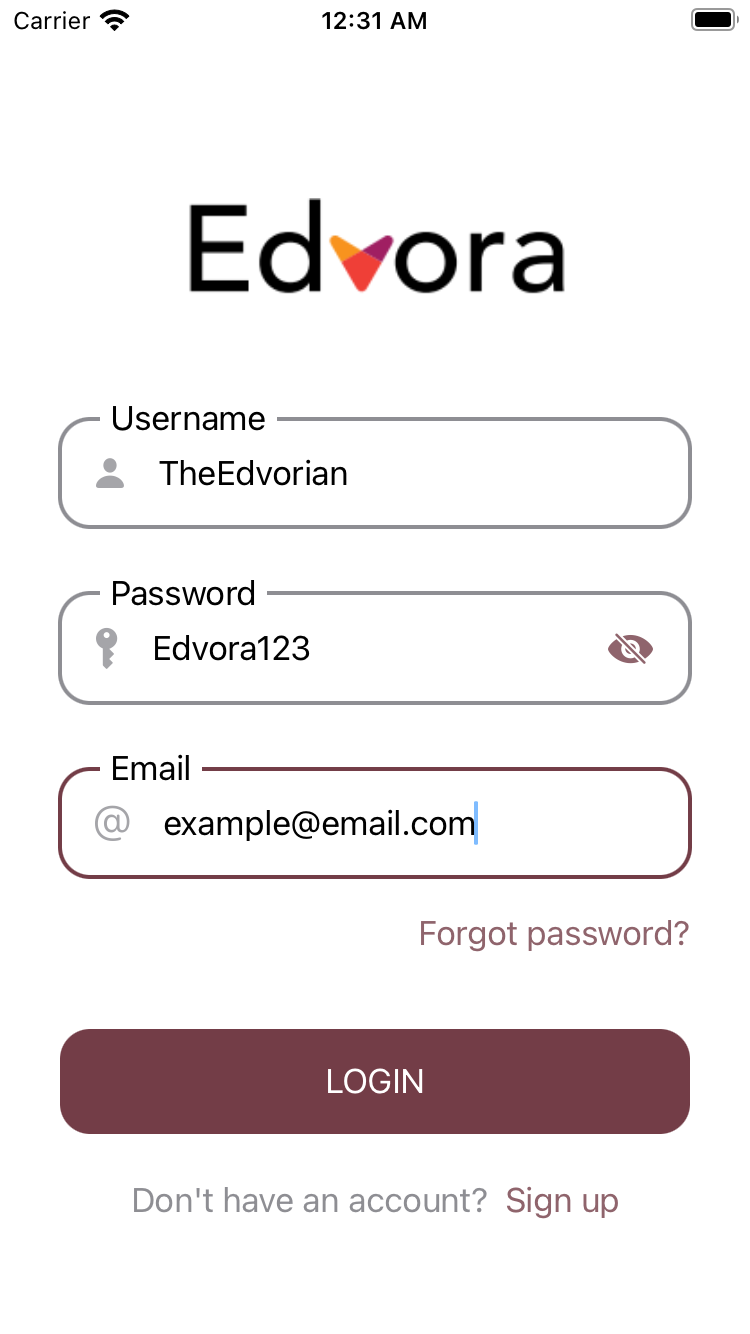 Carrier 12:31 AM
Edvora
Username
TheEdvorian
Password
Edvora123
Email
@ example@email.com
Forgot password?
LOGIN
Don't have an account? Sign up